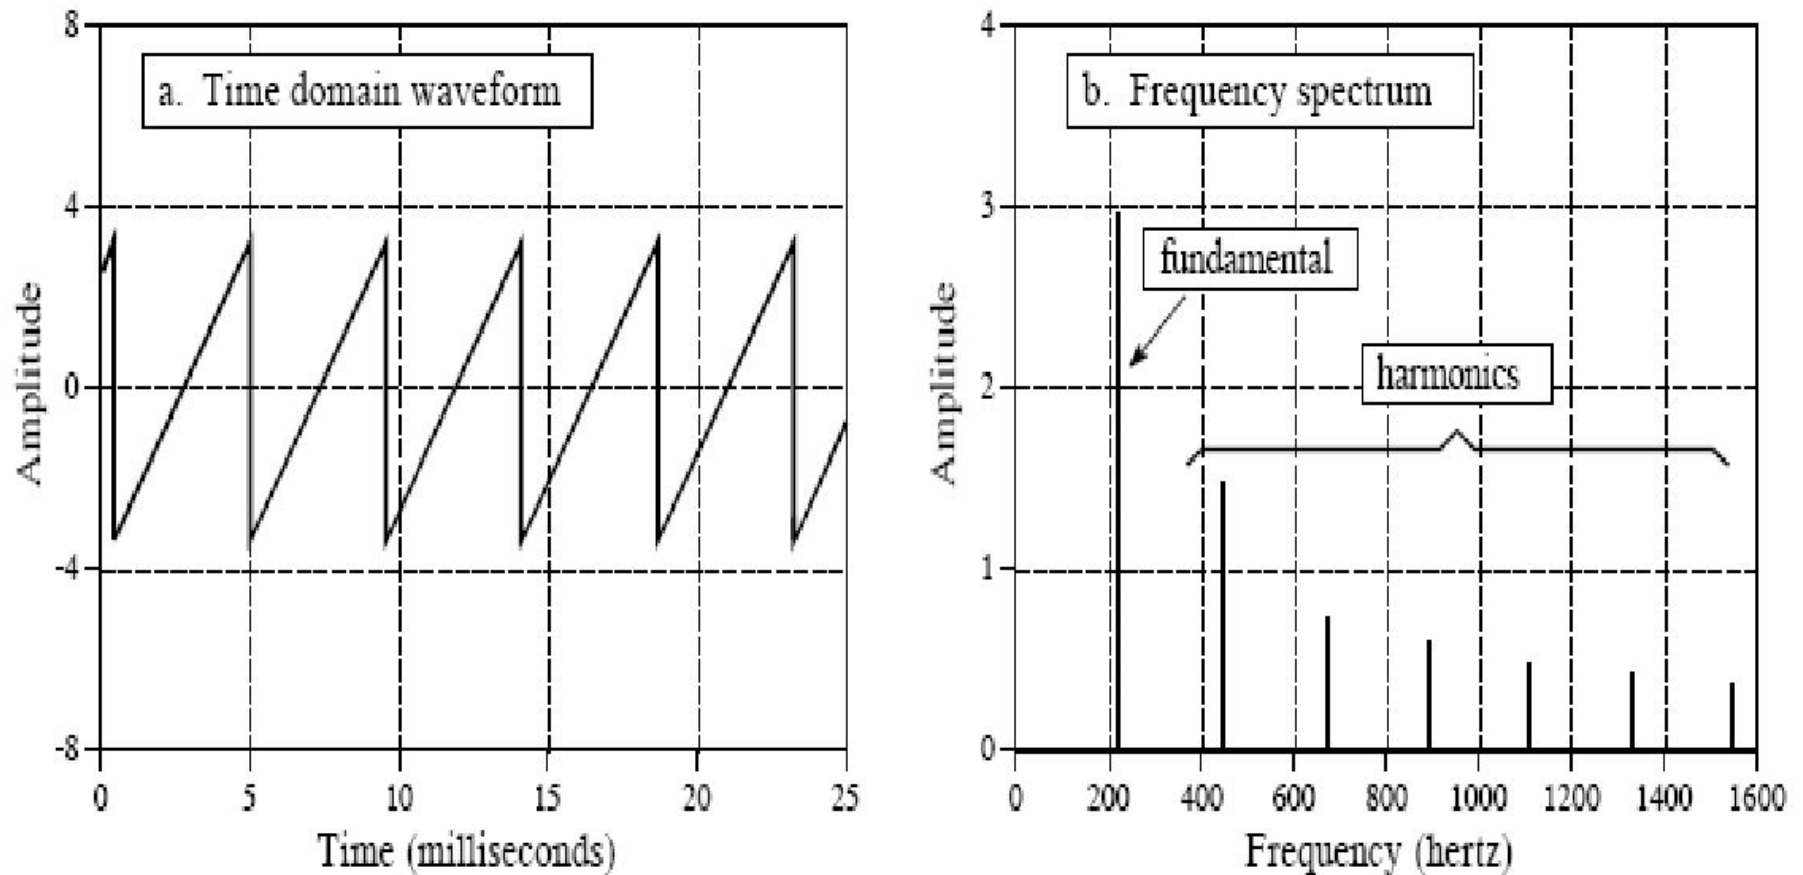 a. Time domain waveform
8
4
0
-4
-8
Amplitude
0 5 10 15 20 25
Time (milliseconds)
b. Frequency spectrum
fundamental
harmonics
4
3
2
1
0
Amplitude
0 200 400 600 800 1000 1200 1400 1600
Frequency (hertz)